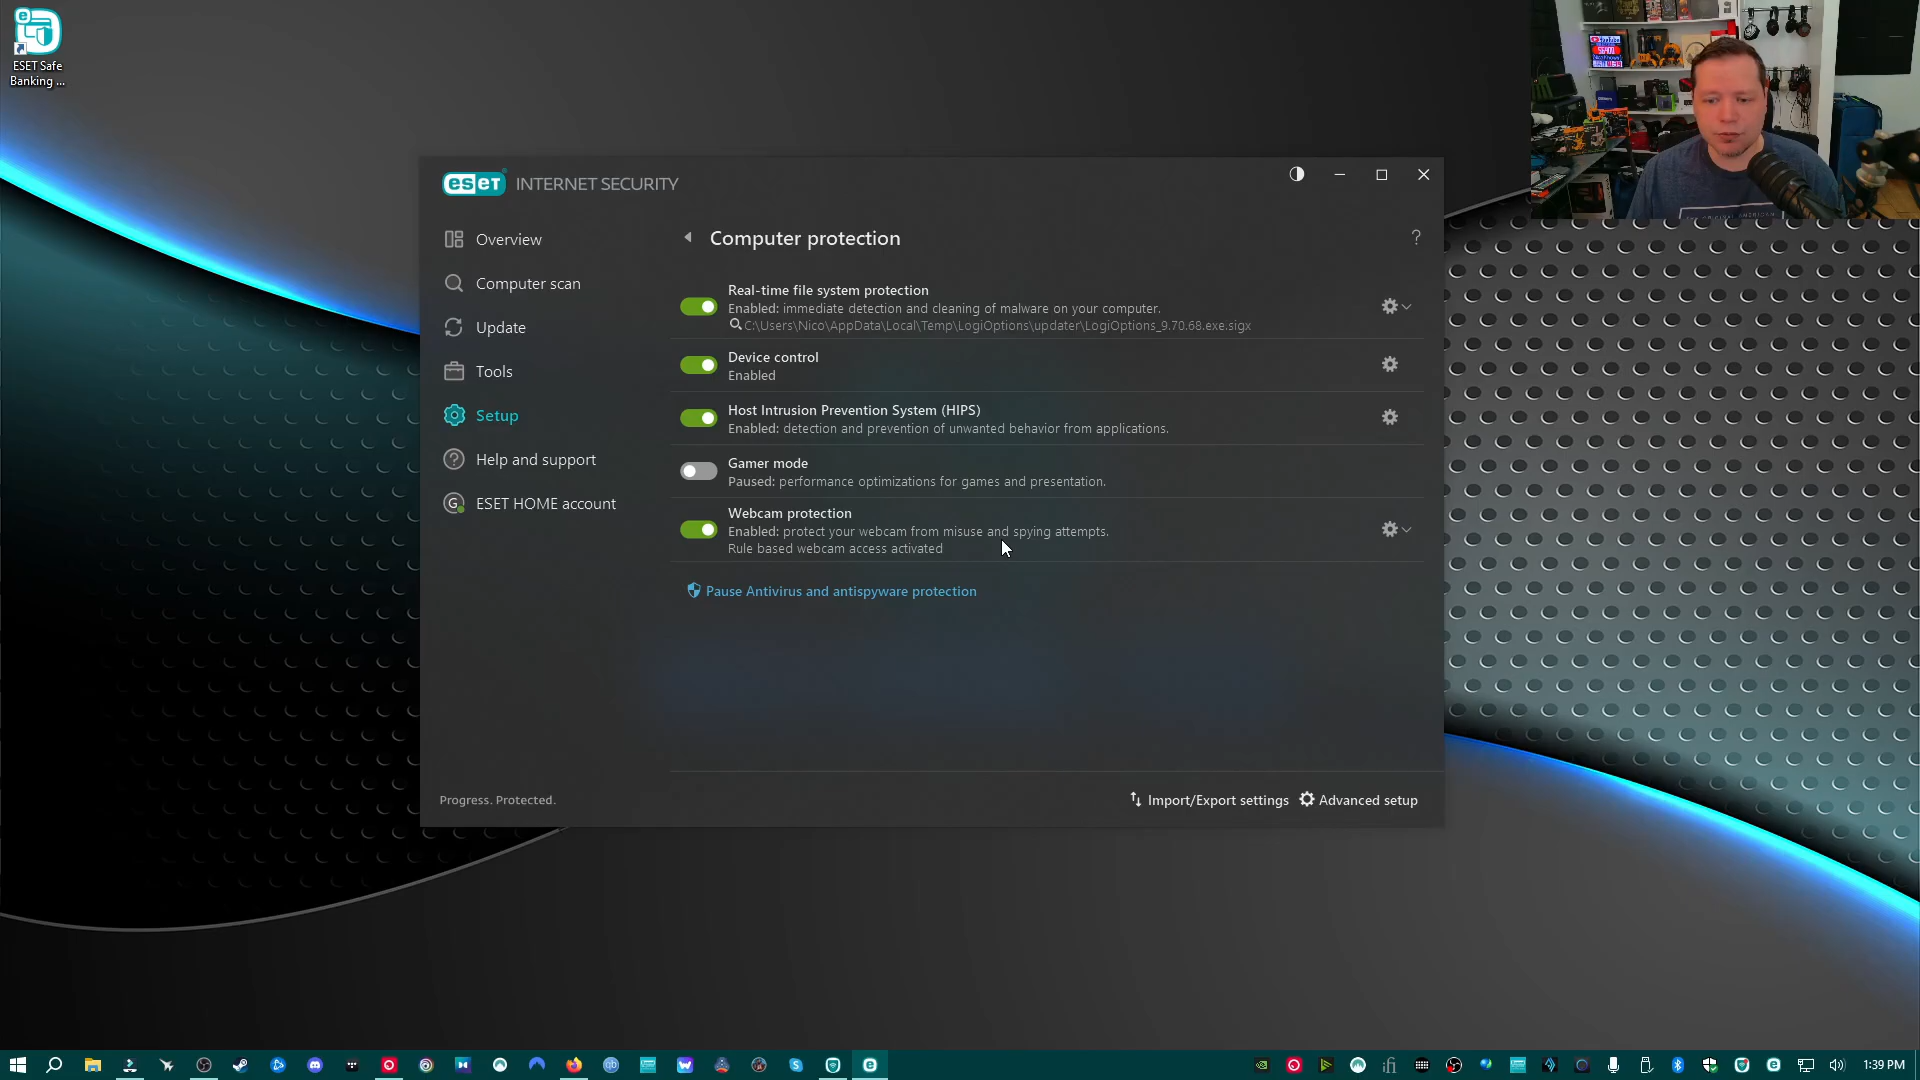 ESET Safe
Banking ...
eset INTERNET SECURITY
Overview
Computer scan
Update
Tools
Setup
Help and support
G ESET HOME account
Computer protection
?
Real-time file system protection
Enabled: immediate detection and cleaning of malware on your computer.
C:\Users\Nico\AppData\Local\Temp\LogiOptions\updater\LogiOptions_9.70.68.exe.sigx
Device control
Enabled
Host Intrusion Prevention System (HIPS)
Enabled: detection and prevention of unwanted behavior from applications.
Gamer mode
Paused: performance optimizations for games and presentation.
Webcam protection
Enabled: protect your webcam from misuse and spying attempts.
Rule based webcam access activated
Pause Antivirus and antispyware protection
Progress. Protected.
Import/Export settings
Advanced setup
1:39 PM